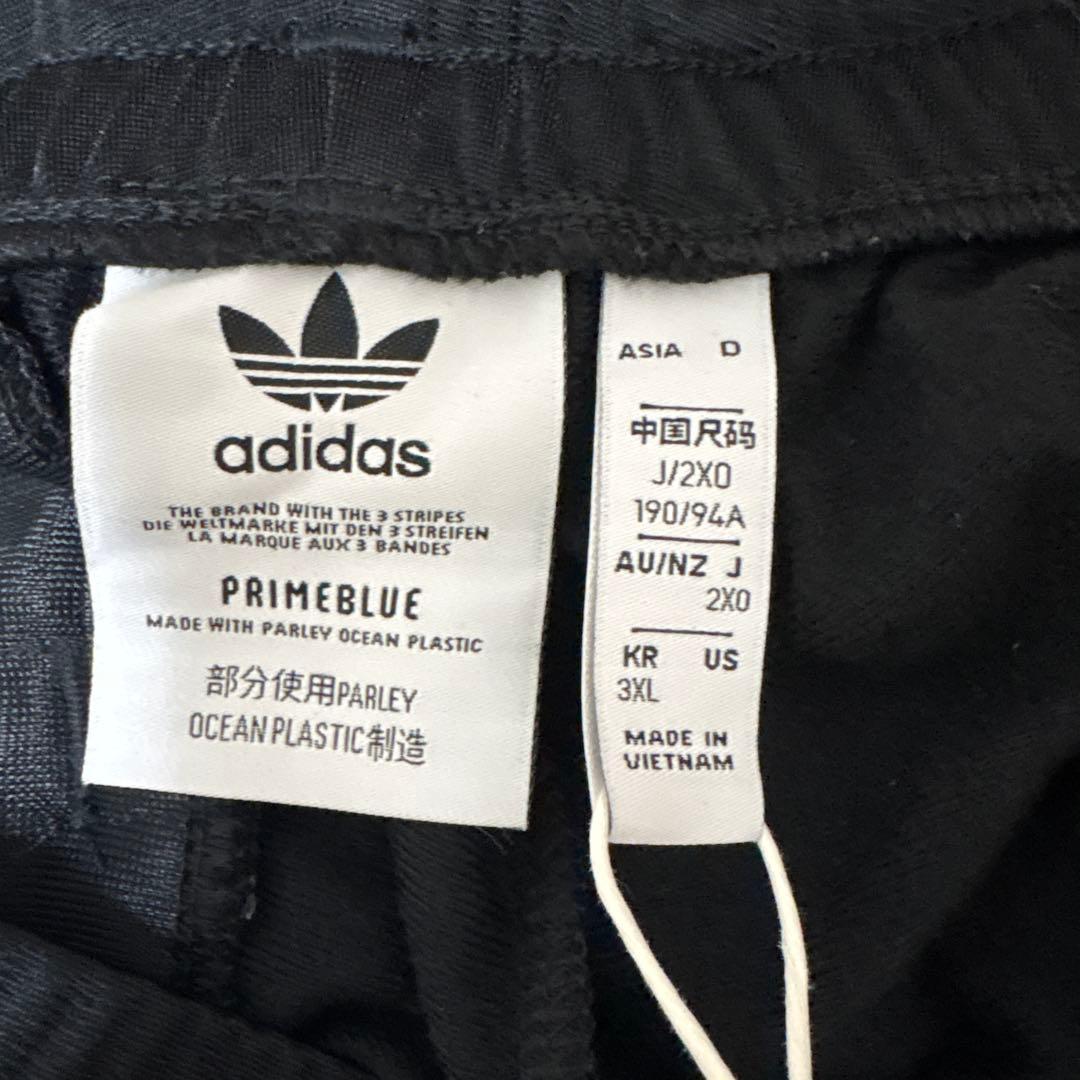 adidas
THE BRAND WITH THE 3 STRIPES
DIE WELTMARKE MIT DEN 3 STREIFEN
LA MARQUE AUX 3 BANDES
PRIMEBLUE
MADE WITH PARLEY OCEAN PLASTIC
部分使用PARLEY
OCEAN PLASTIC制造
ASIA D
中国尺码
J/2XO
190/94A
AU/NZ J
2XO
KR US
3XL
MADE IN
VIETNAM